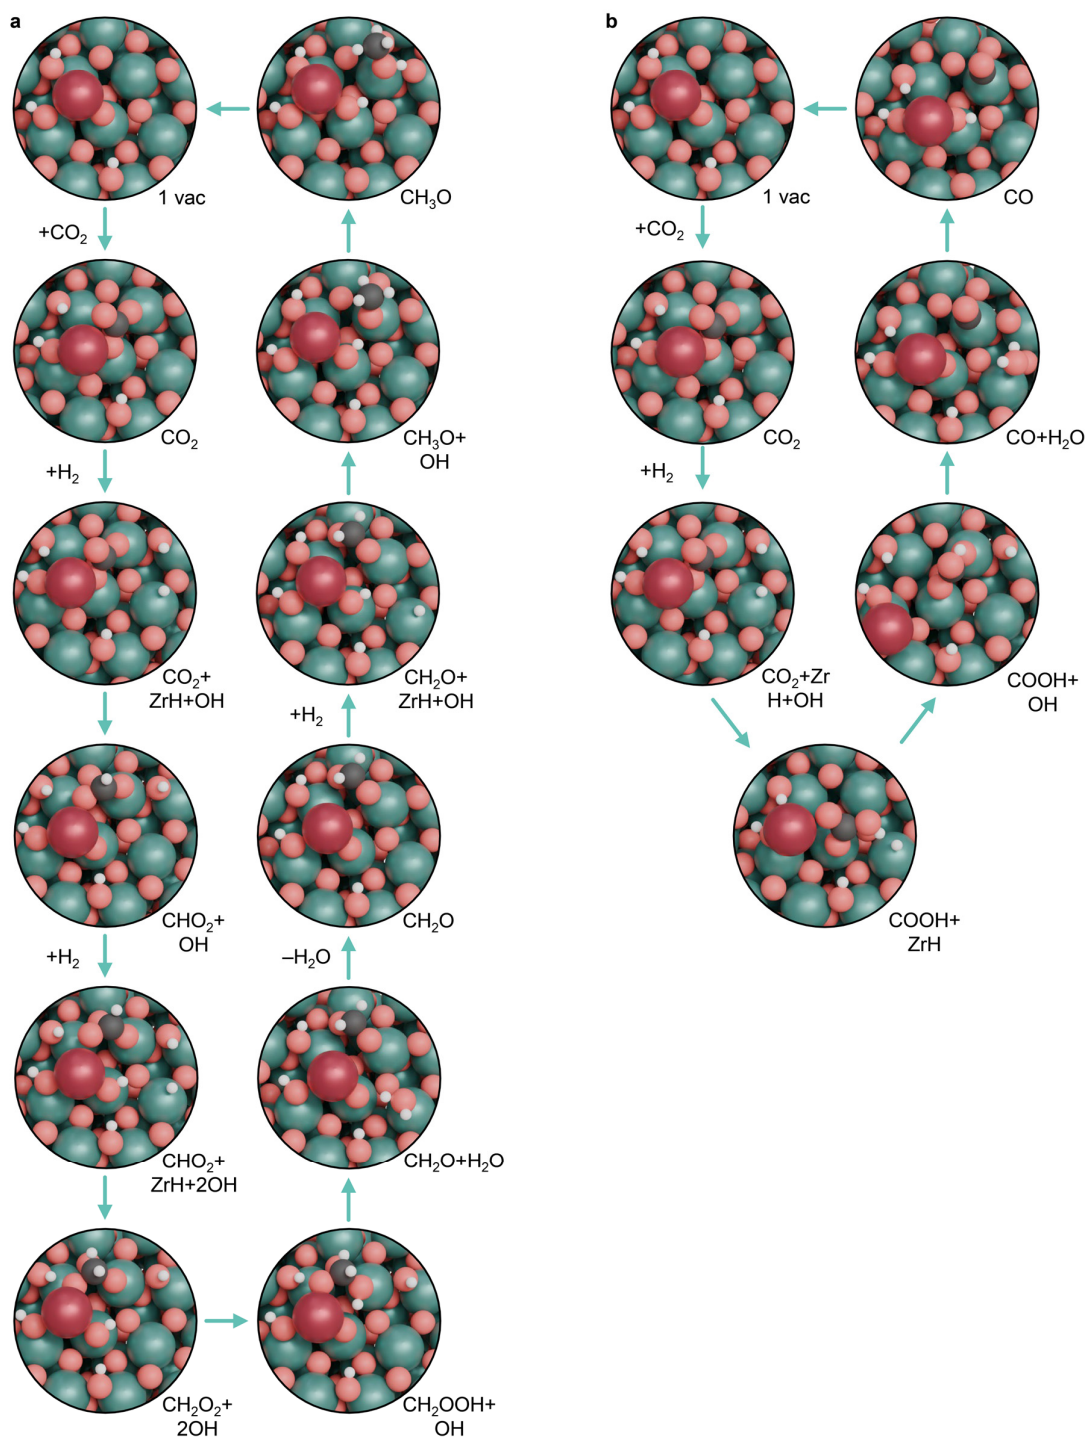 a
1 vac
+CO₂
CO₂
+H₂
CO₂+
ZrH+OH
CHO₂+
OH
+H₂
CHO₂+
ZrH+2OH
CH₂O₂+
2OH
CH₂OOH+
OH
CH₂O+H₂O
–H₂O
CH₂O
+H₂
CH₂O+
ZrH+OH
CH₃O+
OH
CH₃O
b
1 vac
+CO₂
CO₂
+H₂
CO₂+Zr
H+OH
COOH+
ZrH
COOH+
OH
CO+H₂O
CO